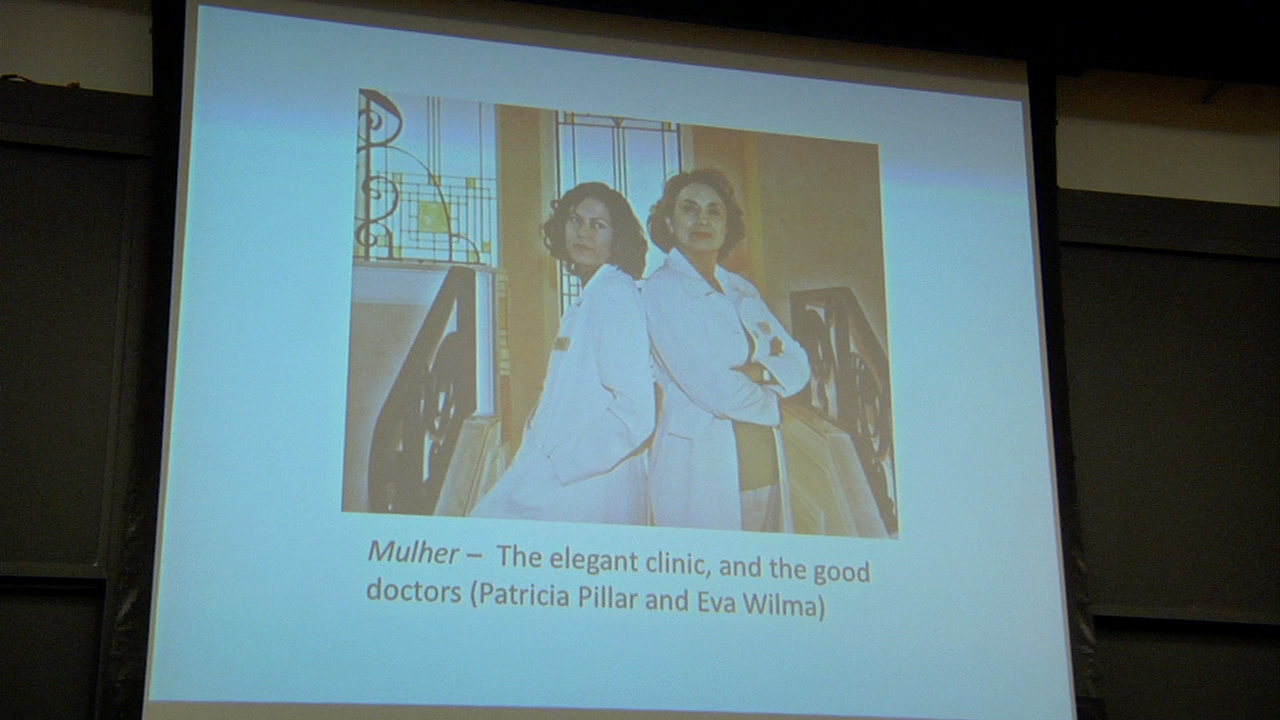 Mulher – The elegant clinic, and the good
doctors (Patricia Pillar and Eva Wilma)